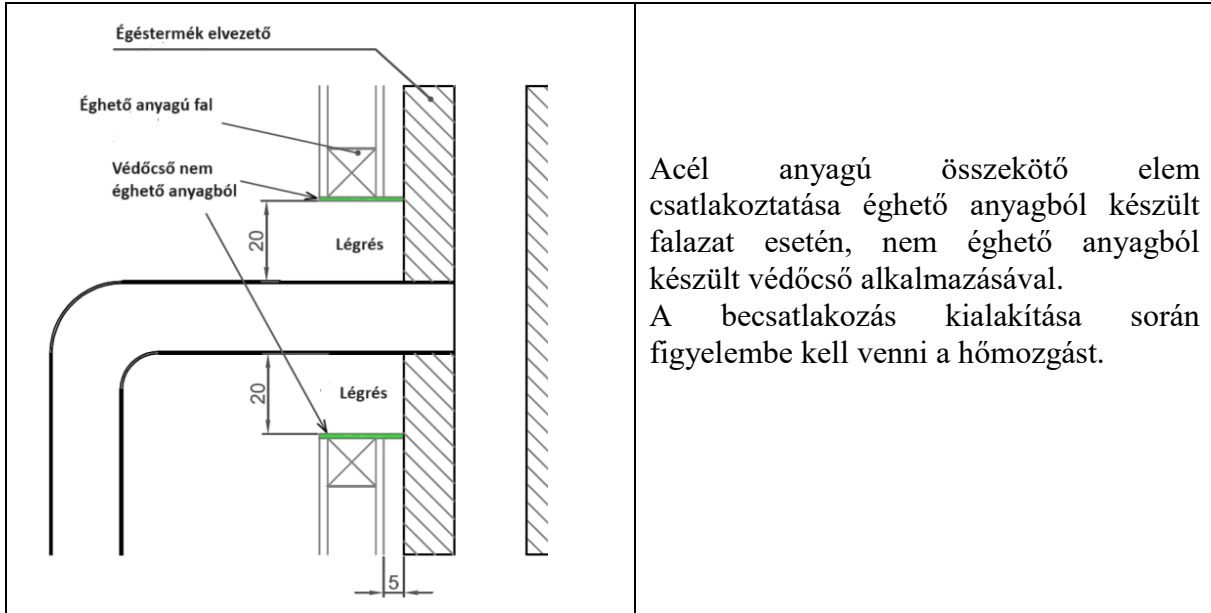 Égéstermék elvezető
Éghető anyagú fal
Védőcső nem
éghető anyagból
20
Légrés
20
Légrés
5
Acél anyagú összekötő elem
csatlakoztatása éghető anyagból készült
falazat esetén, nem éghető anyagból
készült védőcső alkalmazásával.
A becsatlakozás kialakítása során
figyelembe kell venni a hőmozgást.